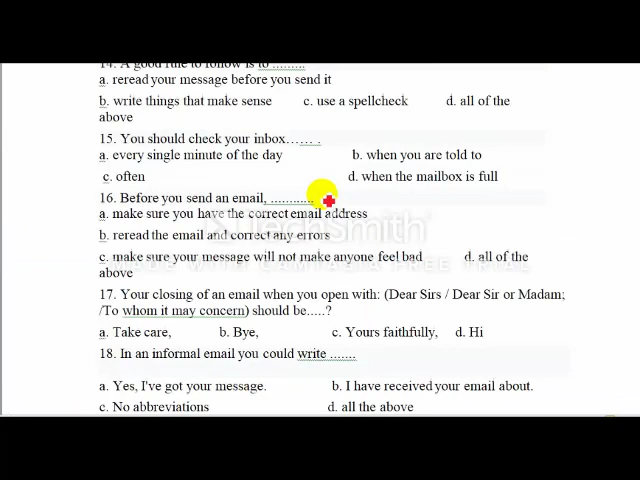 14. A good rule to follow is to .........
a. reread your message before you send it
b. write things that make sense c. use a spellcheck d. all of the
above
15. You should check your inbox…… .
a. every single minute of the day b. when you are told to
c. often d. when the mailbox is full
16. Before you send an email, ............
a. make sure you have the correct email address
b. reread the email and correct any errors
c. make sure your message will not make anyone feel bad d. all of the
above
17. Your closing of an email when you open with: (Dear Sirs / Dear Sir or Madam;
/To whom it may concern) should be.....?
a. Take care, b. Bye, c. Yours faithfully, d. Hi
18. In an informal email you could write .......
a. Yes, I've got your message. b. I have received your email about.
c. No abbreviations d. all the above
TechSmith
MADE WITH CAMTASIA FREE TRIAL